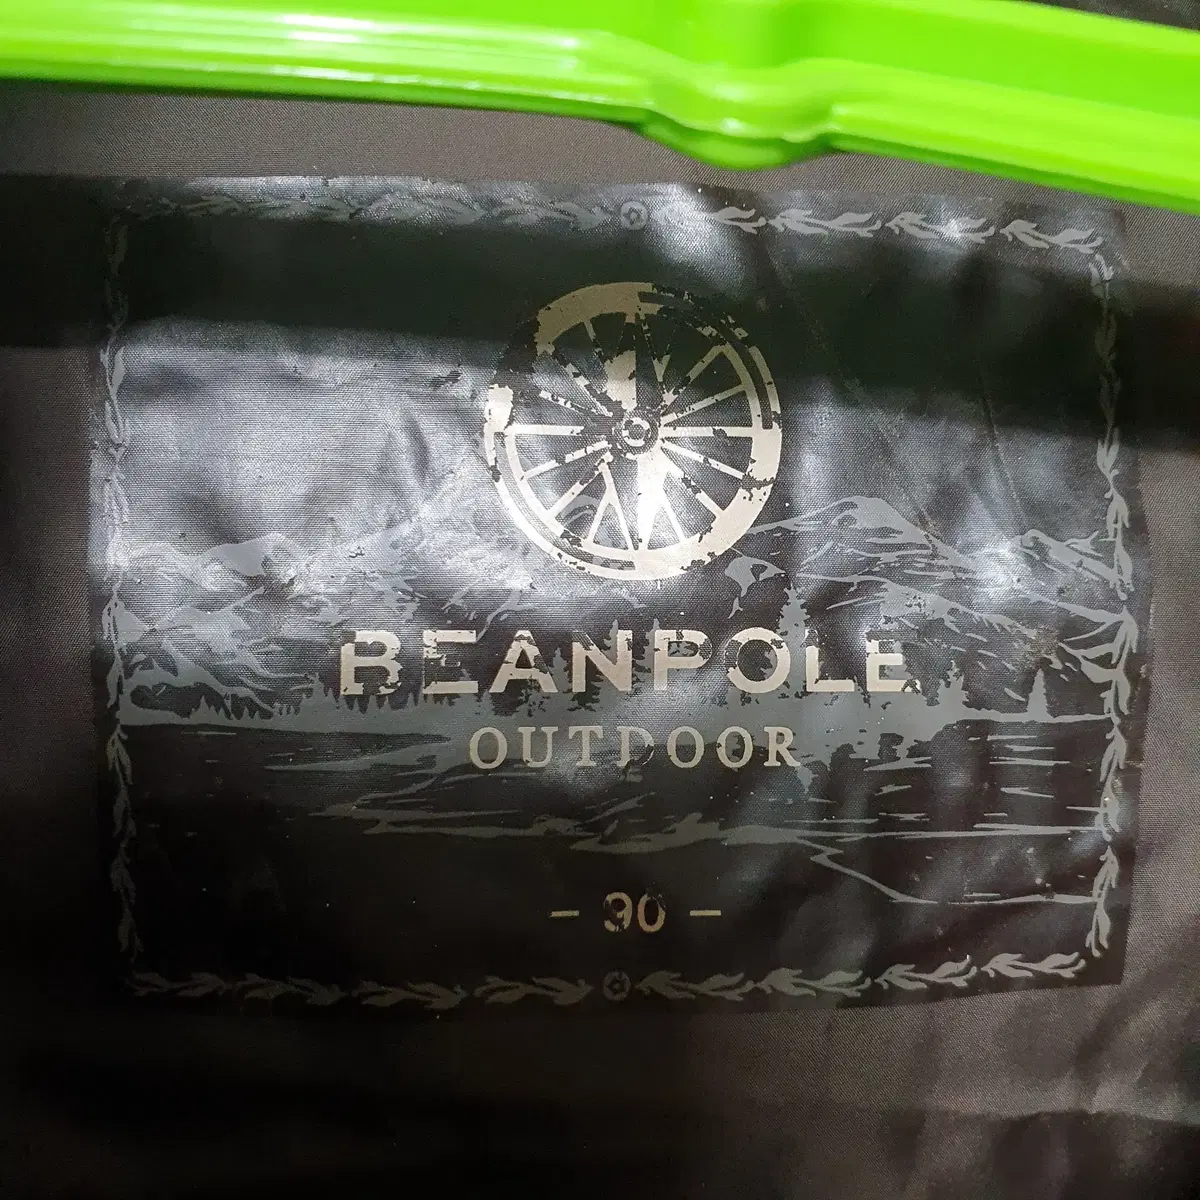 BEANPOLE
OUTDOOR
- 90 -